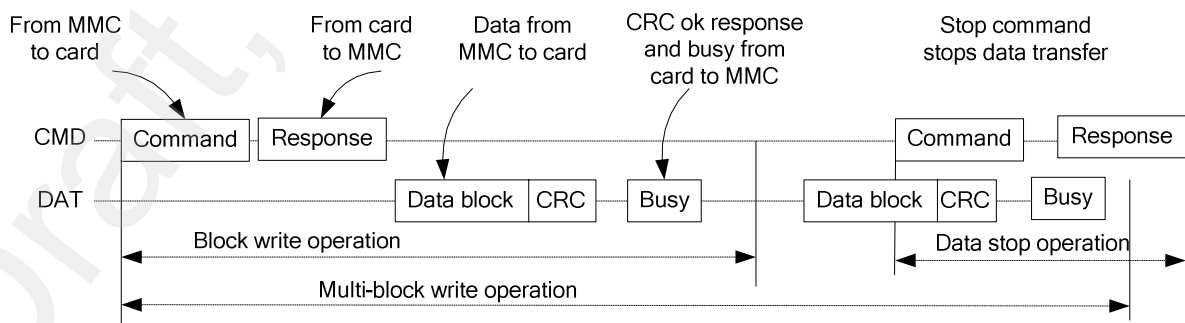 From MMC
to card
From card
to MMC
Data from
MMC to card
CRC ok response
and busy from
card to MMC
Stop command
stops data transfer
CMD
Command
Response
Command
Response
DAT
Data block
CRC
Busy
Data block
CRC
Busy
Block write operation
Data stop operation
Multi-block write operation
Draft,